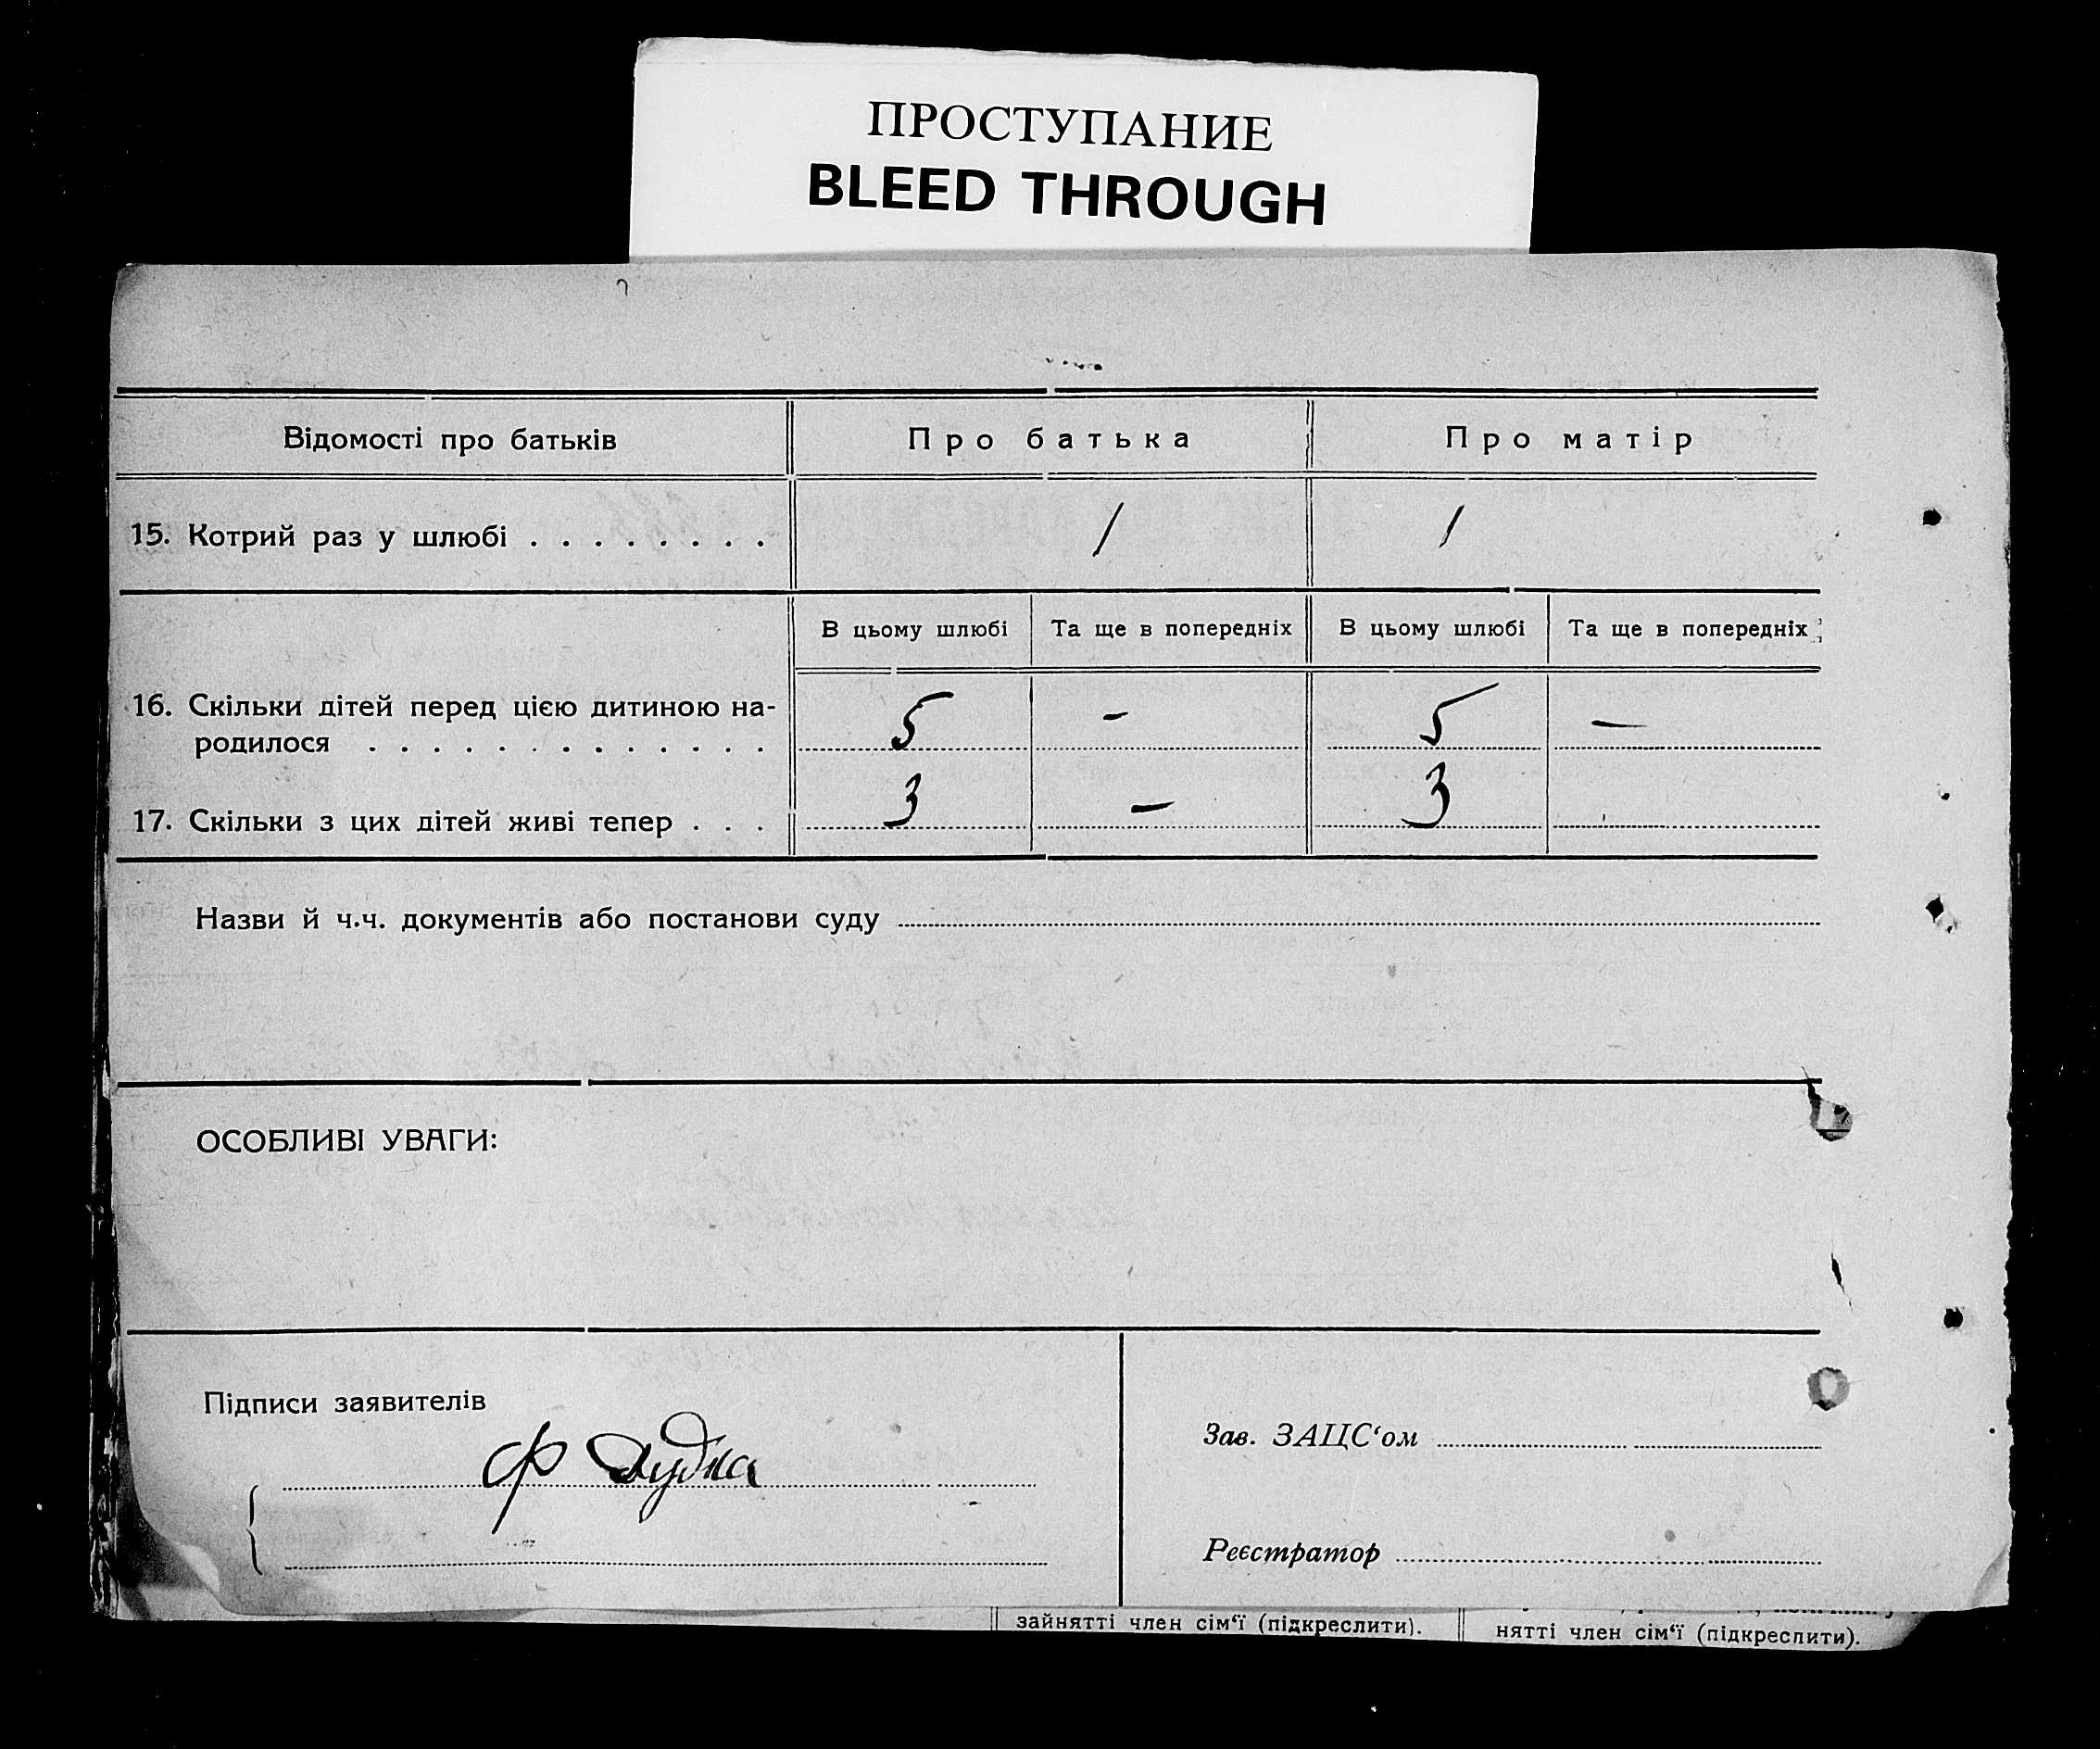 ПРОСТУПАНИЕ
BLEED THROUGH
Відомості про батьків Про батька Про матір
15. Котрий раз у шлюбі . . . . . . . . / /
В цьому шлюбі Та ще в попередніх В цьому шлюбі Та ще в попередніх
16. Скільки дітей перед цією дитиною на-
родилося . . . . . . . . . . . . . 5 - 5 —
17. Скільки з цих дітей живі тепер . . . 3 — 3
Назви й ч.ч. документів або постанови суду
ОСОБЛИВІ УВАГИ:
Підписи заявителів
Зав. ЗАЦС‘ом
Ф Дудка
Реєстратор
зайнятті член сім‘ї (підкреслити).
нятті член сім‘ї (підкреслити).